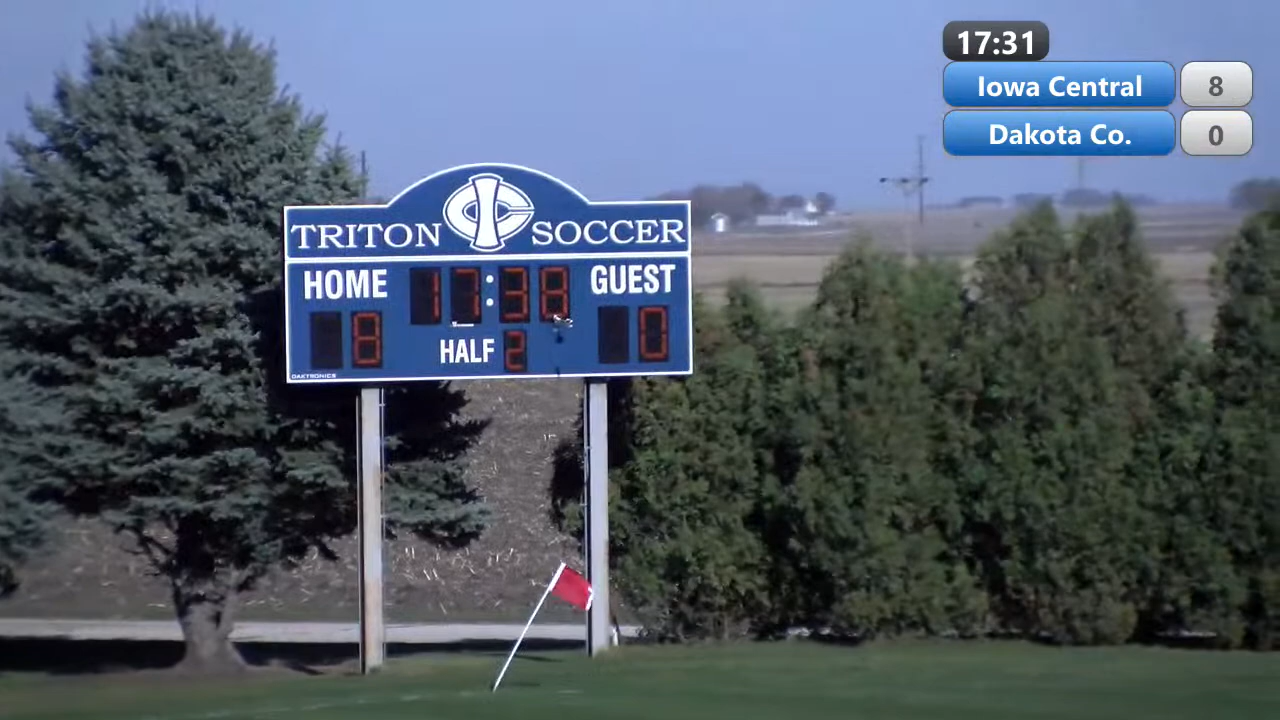 17:31
Iowa Central 8
Dakota Co. 0
TRITON IC SOCCER
HOME 17:38 GUEST
8 HALF 2 0
DAKTRONICS